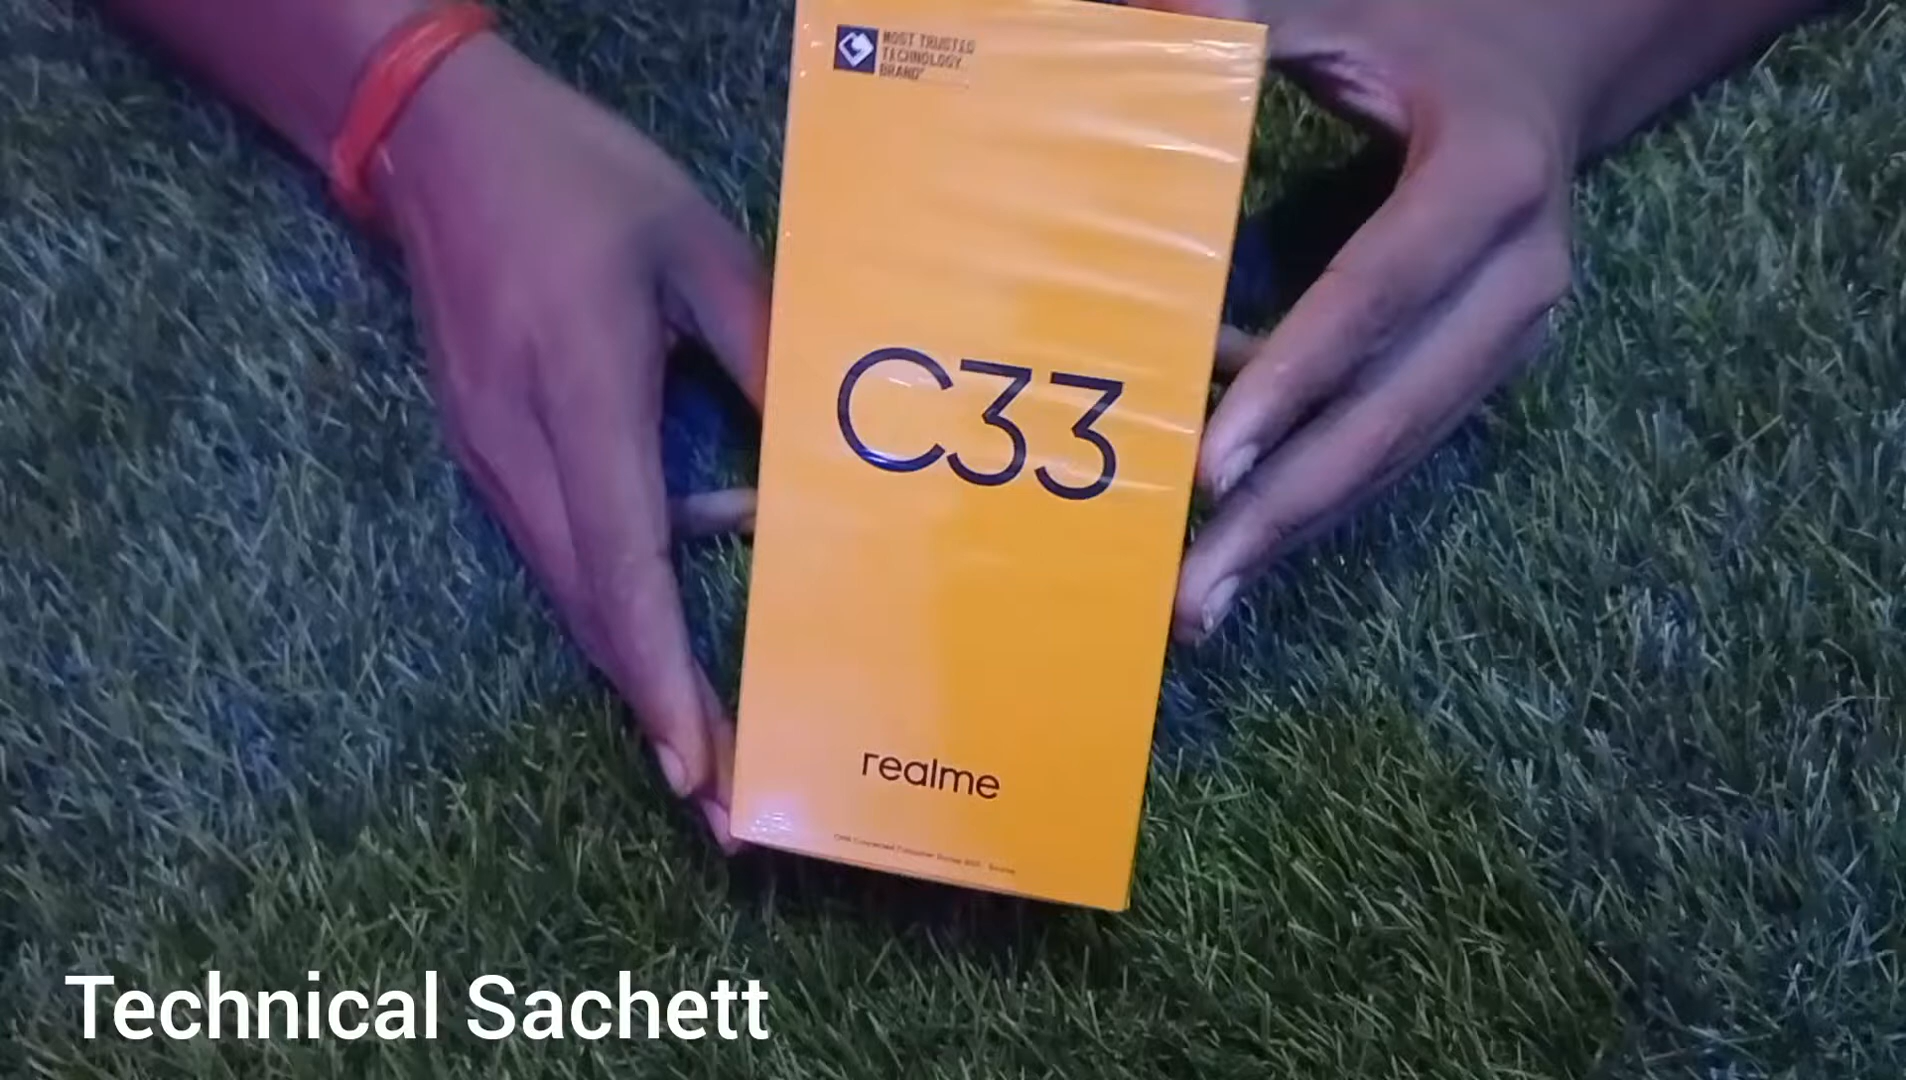 MOST TRUSTED
TECHNOLOGY
BRAND*
C33
realme
Technical Sachett